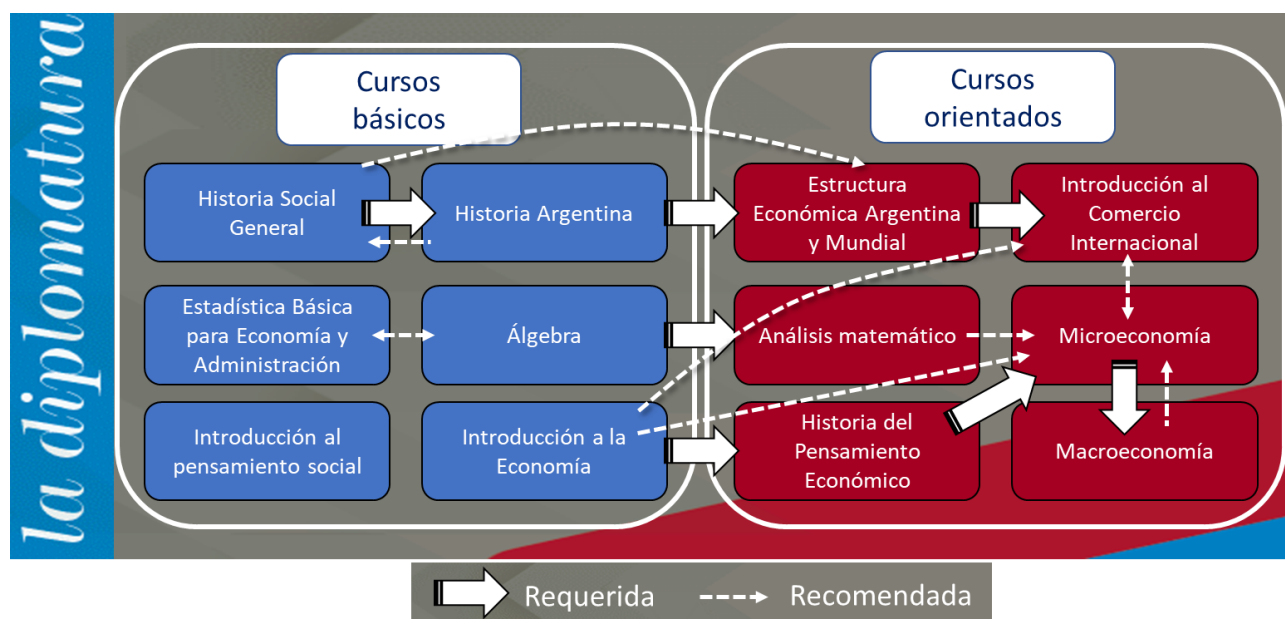 la diplomatura
Cursos
básicos
Cursos
orientados
Historia Social
General
Historia Argentina
Estructura
Económica Argentina
y Mundial
Introducción al
Comercio
Internacional
Estadística Básica
para Economía y
Administración
Álgebra
Análisis matemático
Microeconomía
Introducción al
pensamiento social
Introducción a la
Economía
Historia del
Pensamiento
Económico
Macroeconomía
Requerida
Recomendada